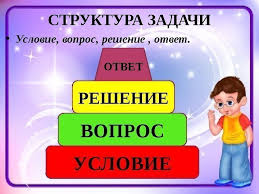 СТРУКТУРА ЗАДАЧИ
• Условие, вопрос, решение , ответ.
ОТВЕТ
РЕШЕНИЕ
ВОПРОС
УСЛОВИЕ